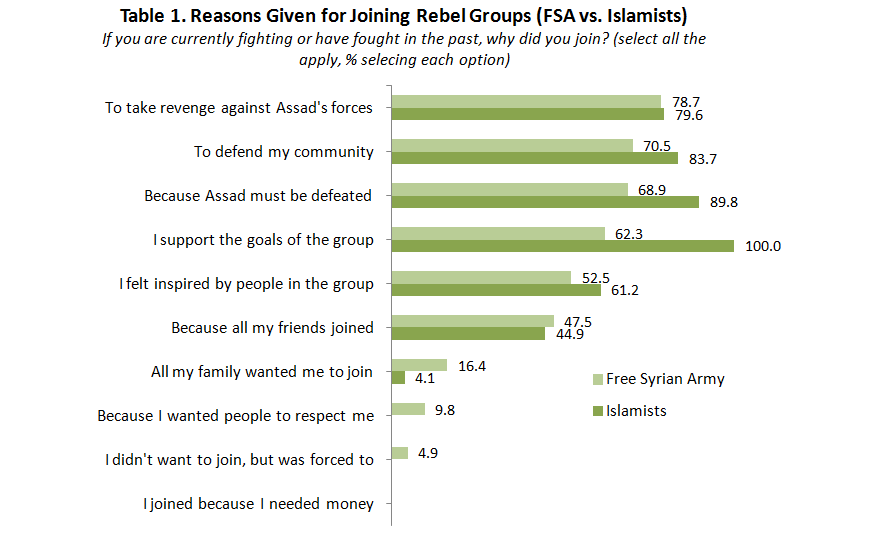 Table 1. Reasons Given for Joining Rebel Groups (FSA vs. Islamists)
If you are currently fighting or have fought in the past, why did you join? (select all the
apply, % selecing each option)
To take revenge against Assad's forces
78.7
79.6
To defend my community
70.5
83.7
Because Assad must be defeated
68.9
89.8
I support the goals of the group
62.3
100.0
I felt inspired by people in the group
52.5
61.2
Because all my friends joined
47.5
44.9
All my family wanted me to join
16.4
4.1
Free Syrian Army
Because I wanted people to respect me
9.8
Islamists
I didn't want to join, but was forced to
4.9
I joined because I needed money